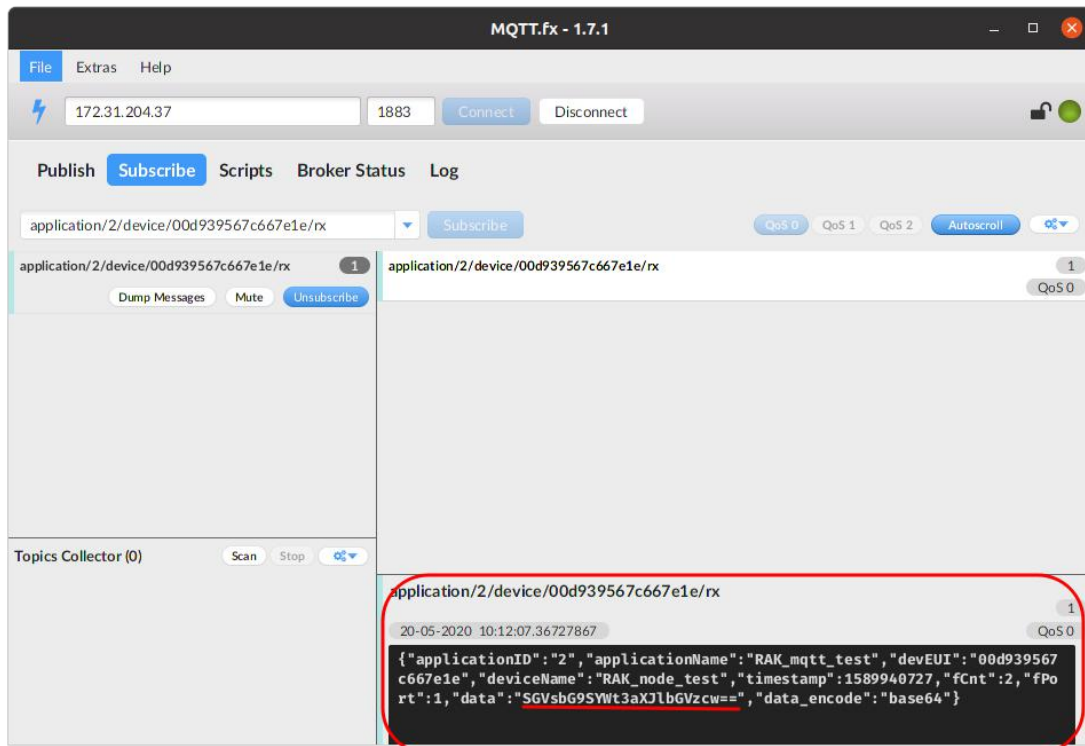 MQTT.fx - 1.7.1
File Extras Help
172.31.204.37 1883 Connect Disconnect
Publish Subscribe Scripts Broker Status Log
application/2/device/00d939567c667e1e/rx Subscribe QoS 0 QoS 1 QoS 2 Autoscroll
application/2/device/00d939567c667e1e/rx 1
Dump Messages Mute Unsubscribe
application/2/device/00d939567c667e1e/rx 1
QoS 0
Topics Collector (0) Scan Stop
application/2/device/00d939567c667e1e/rx
1
20-05-2020 10:12:07.36727867 QoS 0
{"applicationID":"2","applicationName":"RAK_mqtt_test","devEUI":"00d939567
c667e1e","deviceName":"RAK_node_test","timestamp":1589940727,"fCnt":2,"fPo
rt":1,"data":"SGVsbG9SYWt3aXJlbGVzcw==","data_encode":"base64"}